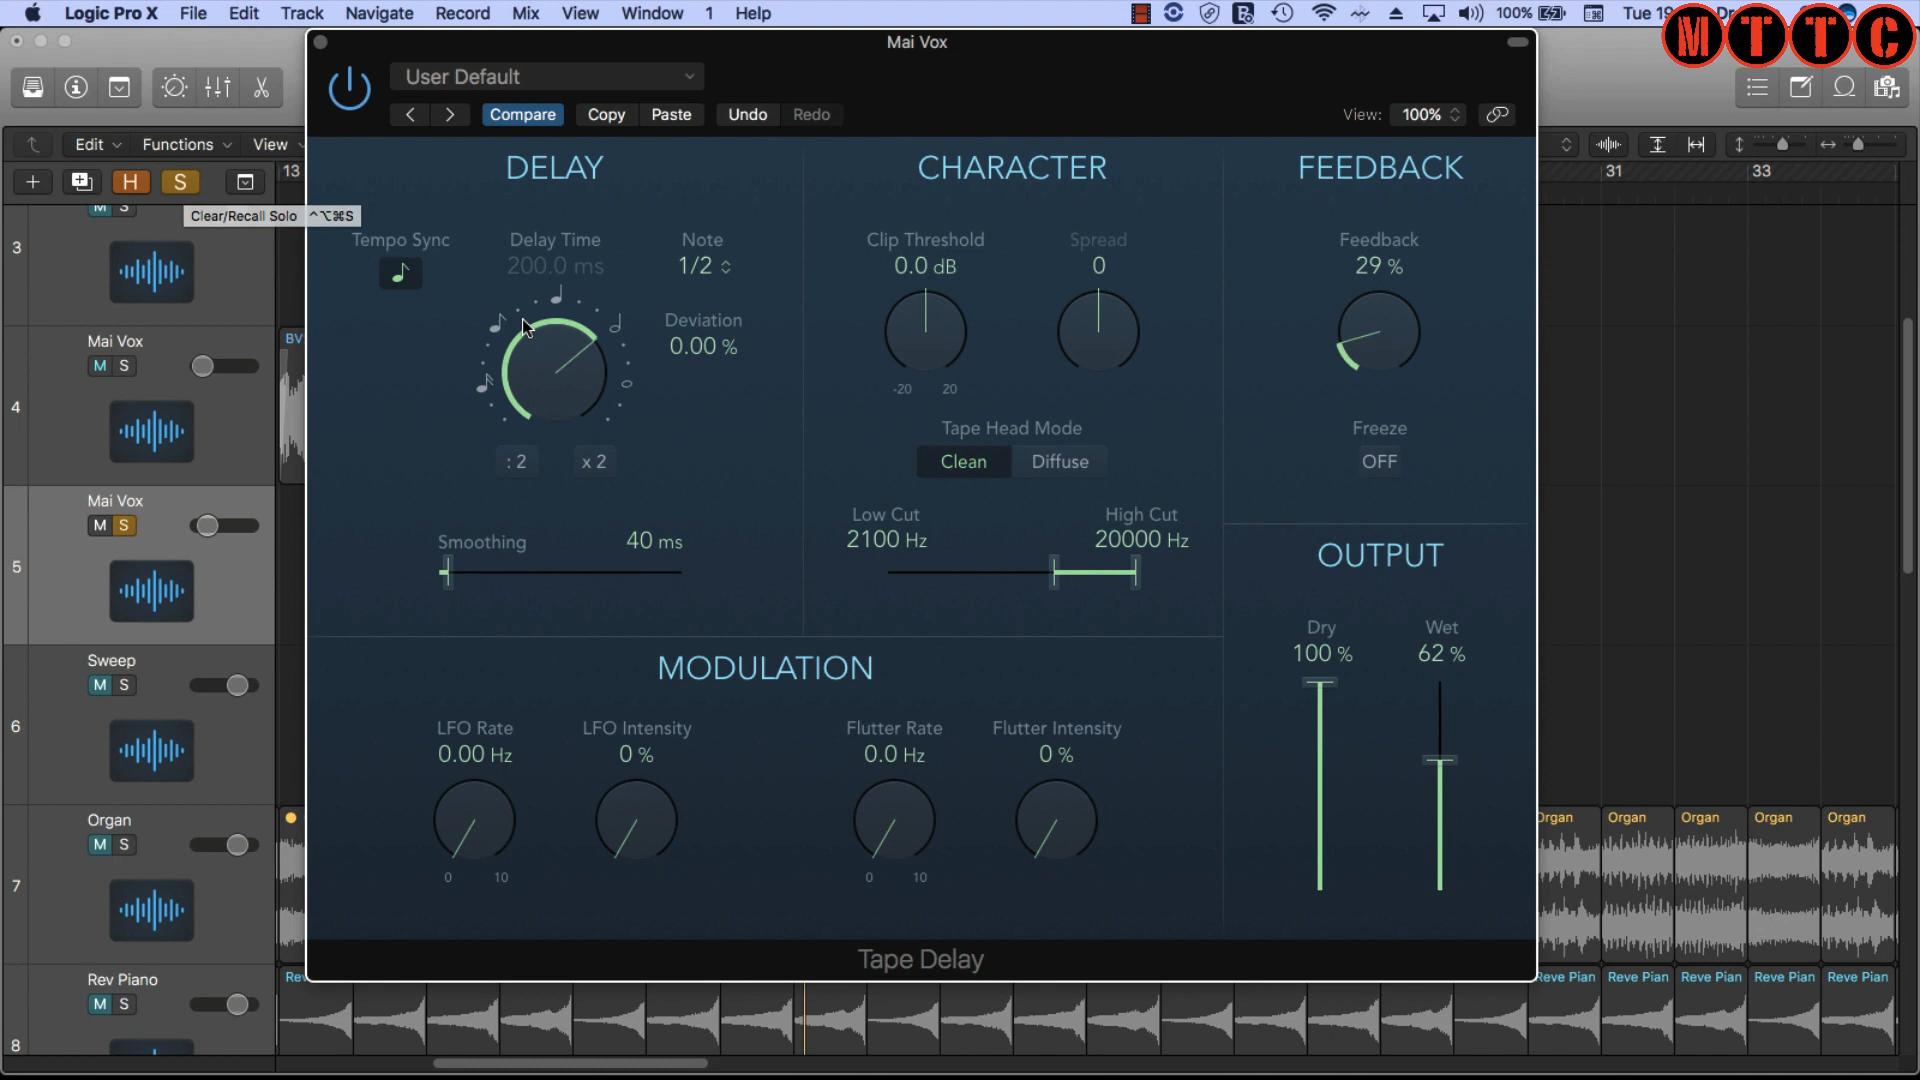 Logic Pro X File Edit Track Navigate Record Mix View Window 1 Help 100% Tue 19
MTTC
Mai Vox
User Default
Compare Copy Paste Undo Redo View: 100%
Edit Functions View
H S 13 31 33
M S
Clear/Recall Solo ^⌥⌘S
DELAY CHARACTER FEEDBACK
Tempo Sync Delay Time Note Clip Threshold Spread Feedback
200.0 ms 1/2 0.0 dB 0 29 %
Deviation
0.00 %
-20 20
: 2 x 2
Tape Head Mode
Clean Diffuse
Freeze
OFF
Smoothing 40 ms
Low Cut High Cut
2100 Hz 20000 Hz
OUTPUT
Dry Wet
100 % 62 %
MODULATION
LFO Rate LFO Intensity Flutter Rate Flutter Intensity
0.00 Hz 0 % 0.0 Hz 0 %
0 10 0 10
Tape Delay
3
Mai Vox
M S
4
BV
Mai Vox
M S
5
Sweep
M S
6
Organ
M S
7
Organ Organ Organ Organ Organ
Rev Piano
M S
8
Rev Reve Pian Reve Pian Reve Pian Reve Pian Reve Pian